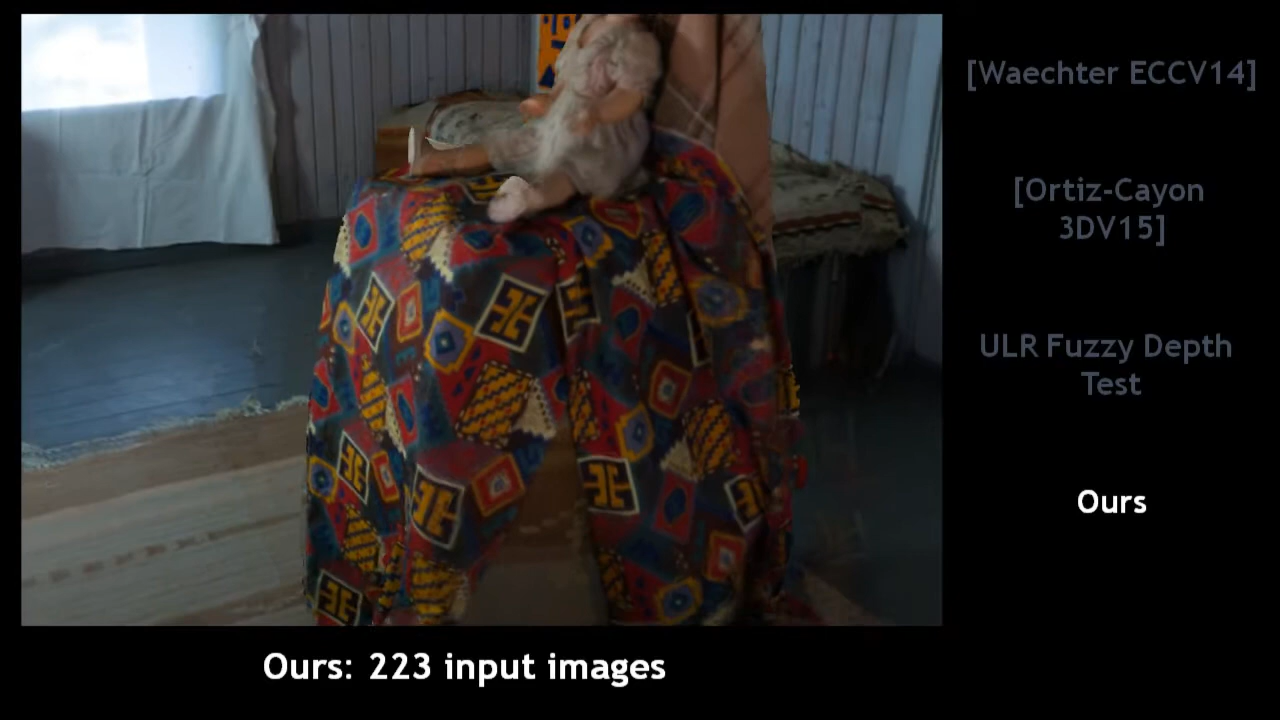 [Waechter ECCV14]
[Ortiz-Cayon
3DV15]
ULR Fuzzy Depth
Test
Ours
Ours: 223 input images